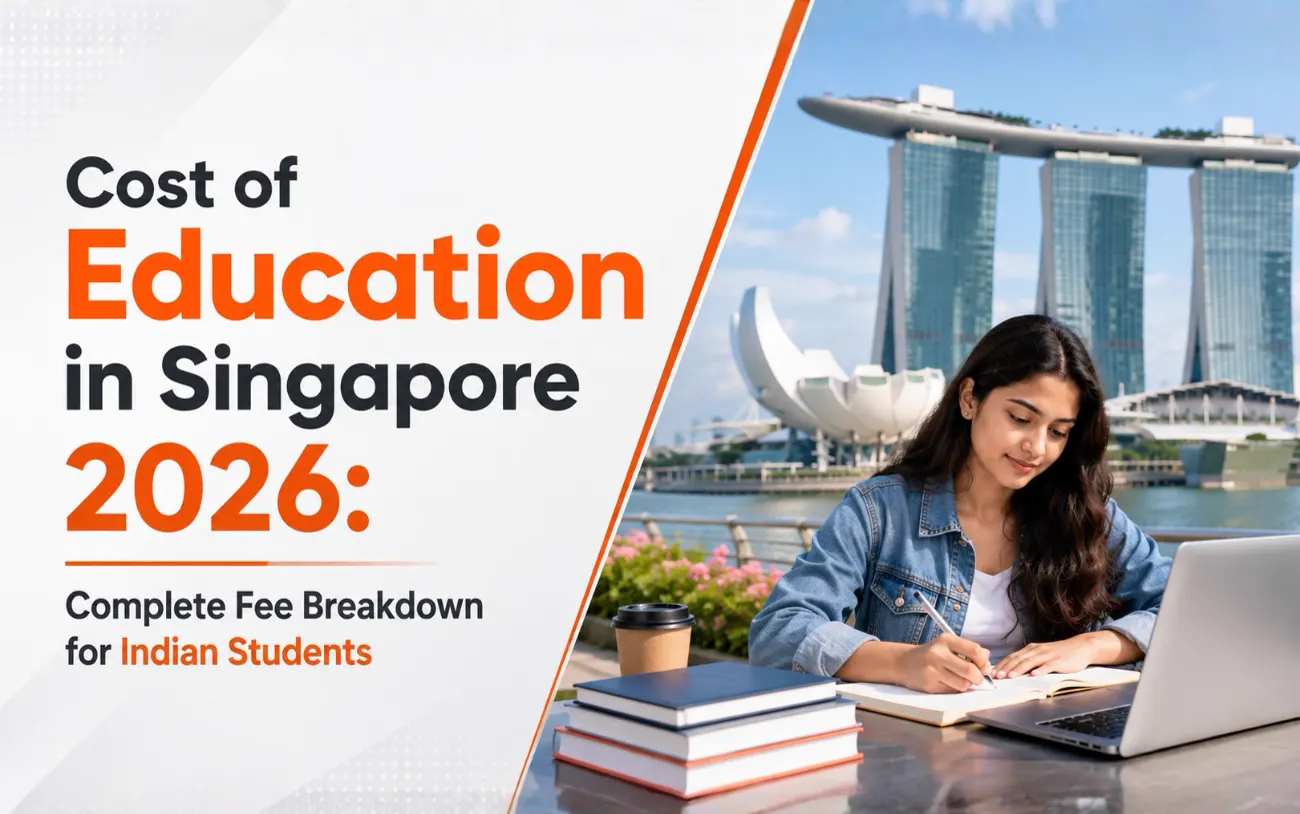 Cost of
Education
in Singapore
2026:
Complete Fee Breakdown
for Indian Students